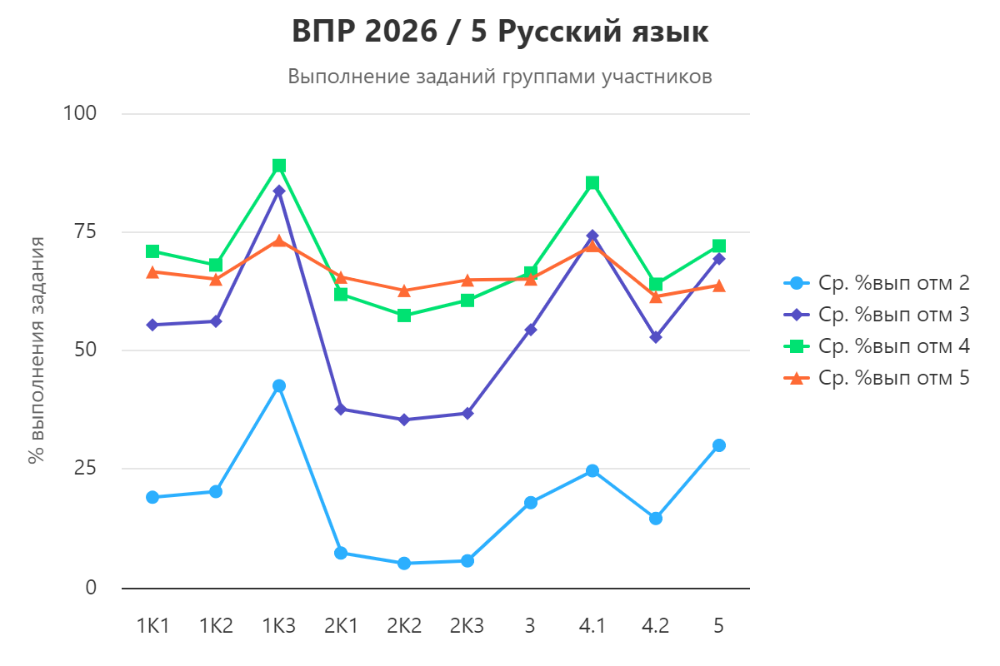 ВПР 2026 / 5 Русский язык
Выполнение заданий группами участников
% выполнения задания
100
75
50
25
0
1К1 1К2 1К3 2К1 2К2 2К3 3 4.1 4.2 5
Ср. %вып отм 2
Ср. %вып отм 3
Ср. %вып отм 4
Ср. %вып отм 5